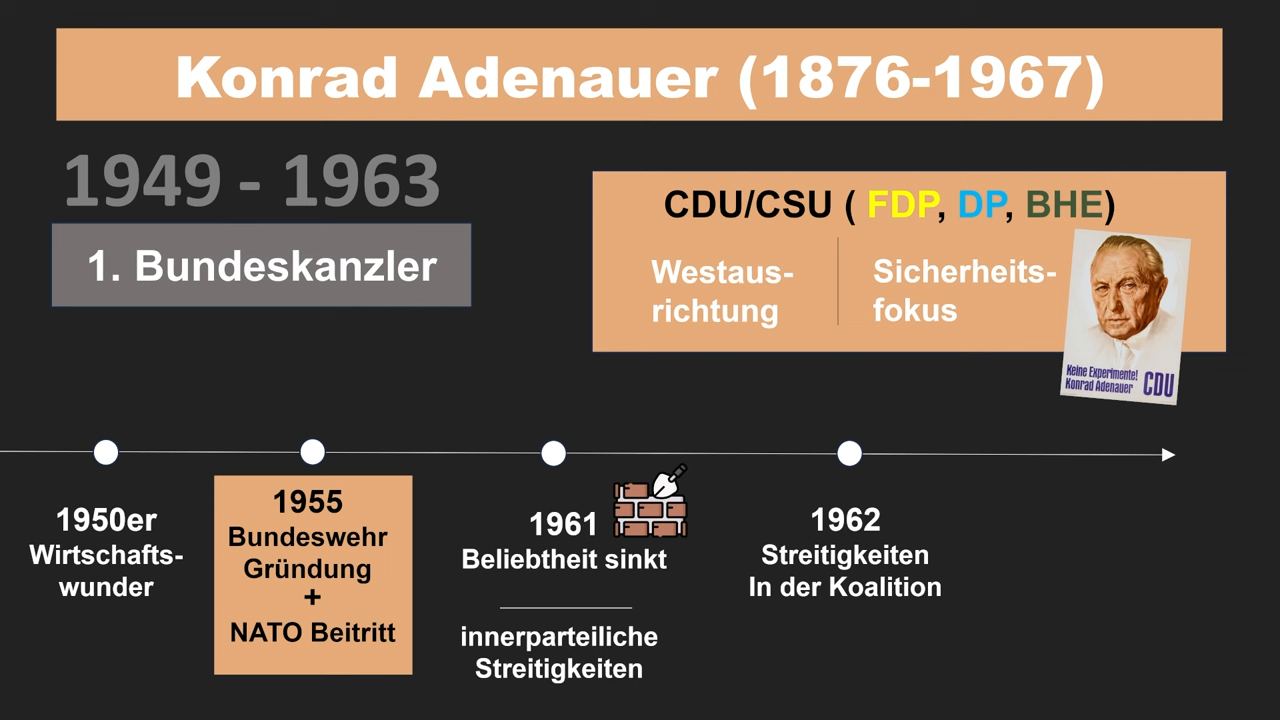 Konrad Adenauer (1876-1967)
1949 - 1963
1. Bundeskanzler
CDU/CSU ( FDP, DP, BHE)
Westaus-
richtung
Sicherheits-
fokus
Keine Experimente!
Konrad Adenauer CDU
1950er
Wirtschafts-
wunder
1955
Bundeswehr
Gründung
+
NATO Beitritt
1961
Beliebtheit sinkt
innerparteiliche
Streitigkeiten
1962
Streitigkeiten
In der Koalition